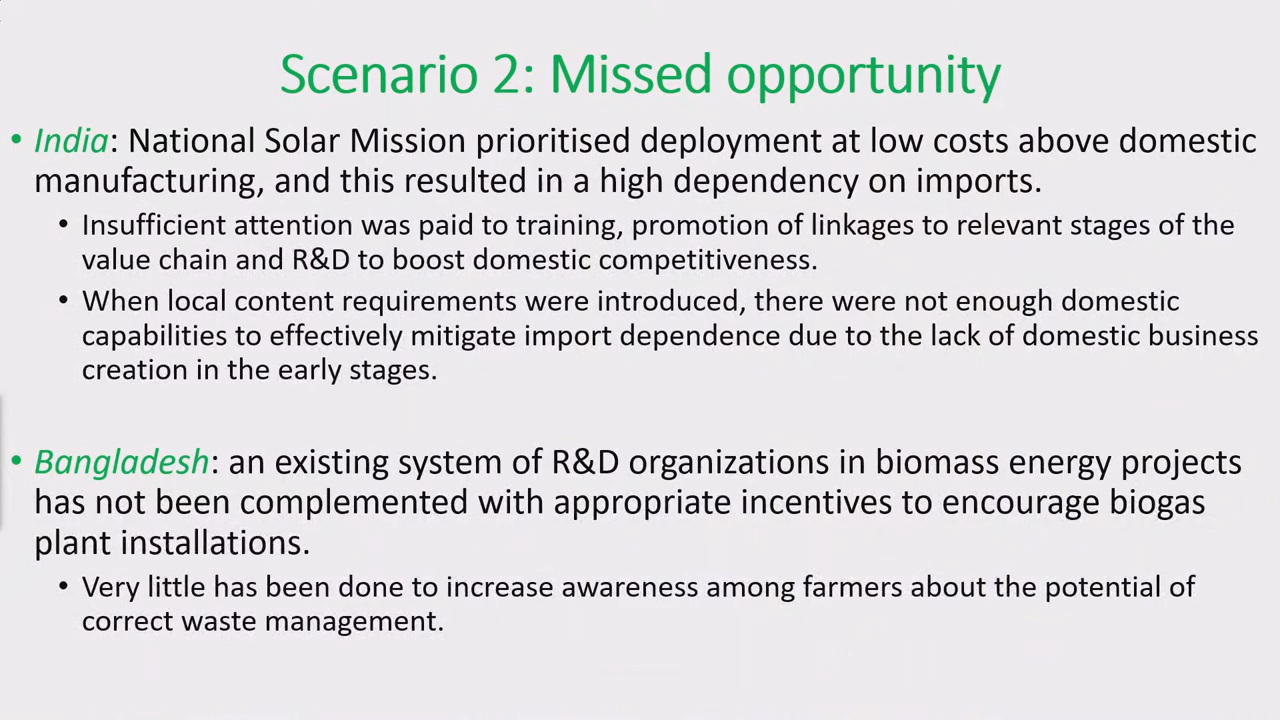 Scenario 2: Missed opportunity
• India: National Solar Mission prioritised deployment at low costs above domestic
manufacturing, and this resulted in a high dependency on imports.
• Insufficient attention was paid to training, promotion of linkages to relevant stages of the
value chain and R&D to boost domestic competitiveness.
• When local content requirements were introduced, there were not enough domestic
capabilities to effectively mitigate import dependence due to the lack of domestic business
creation in the early stages.
• Bangladesh: an existing system of R&D organizations in biomass energy projects
has not been complemented with appropriate incentives to encourage biogas
plant installations.
• Very little has been done to increase awareness among farmers about the potential of
correct waste management.